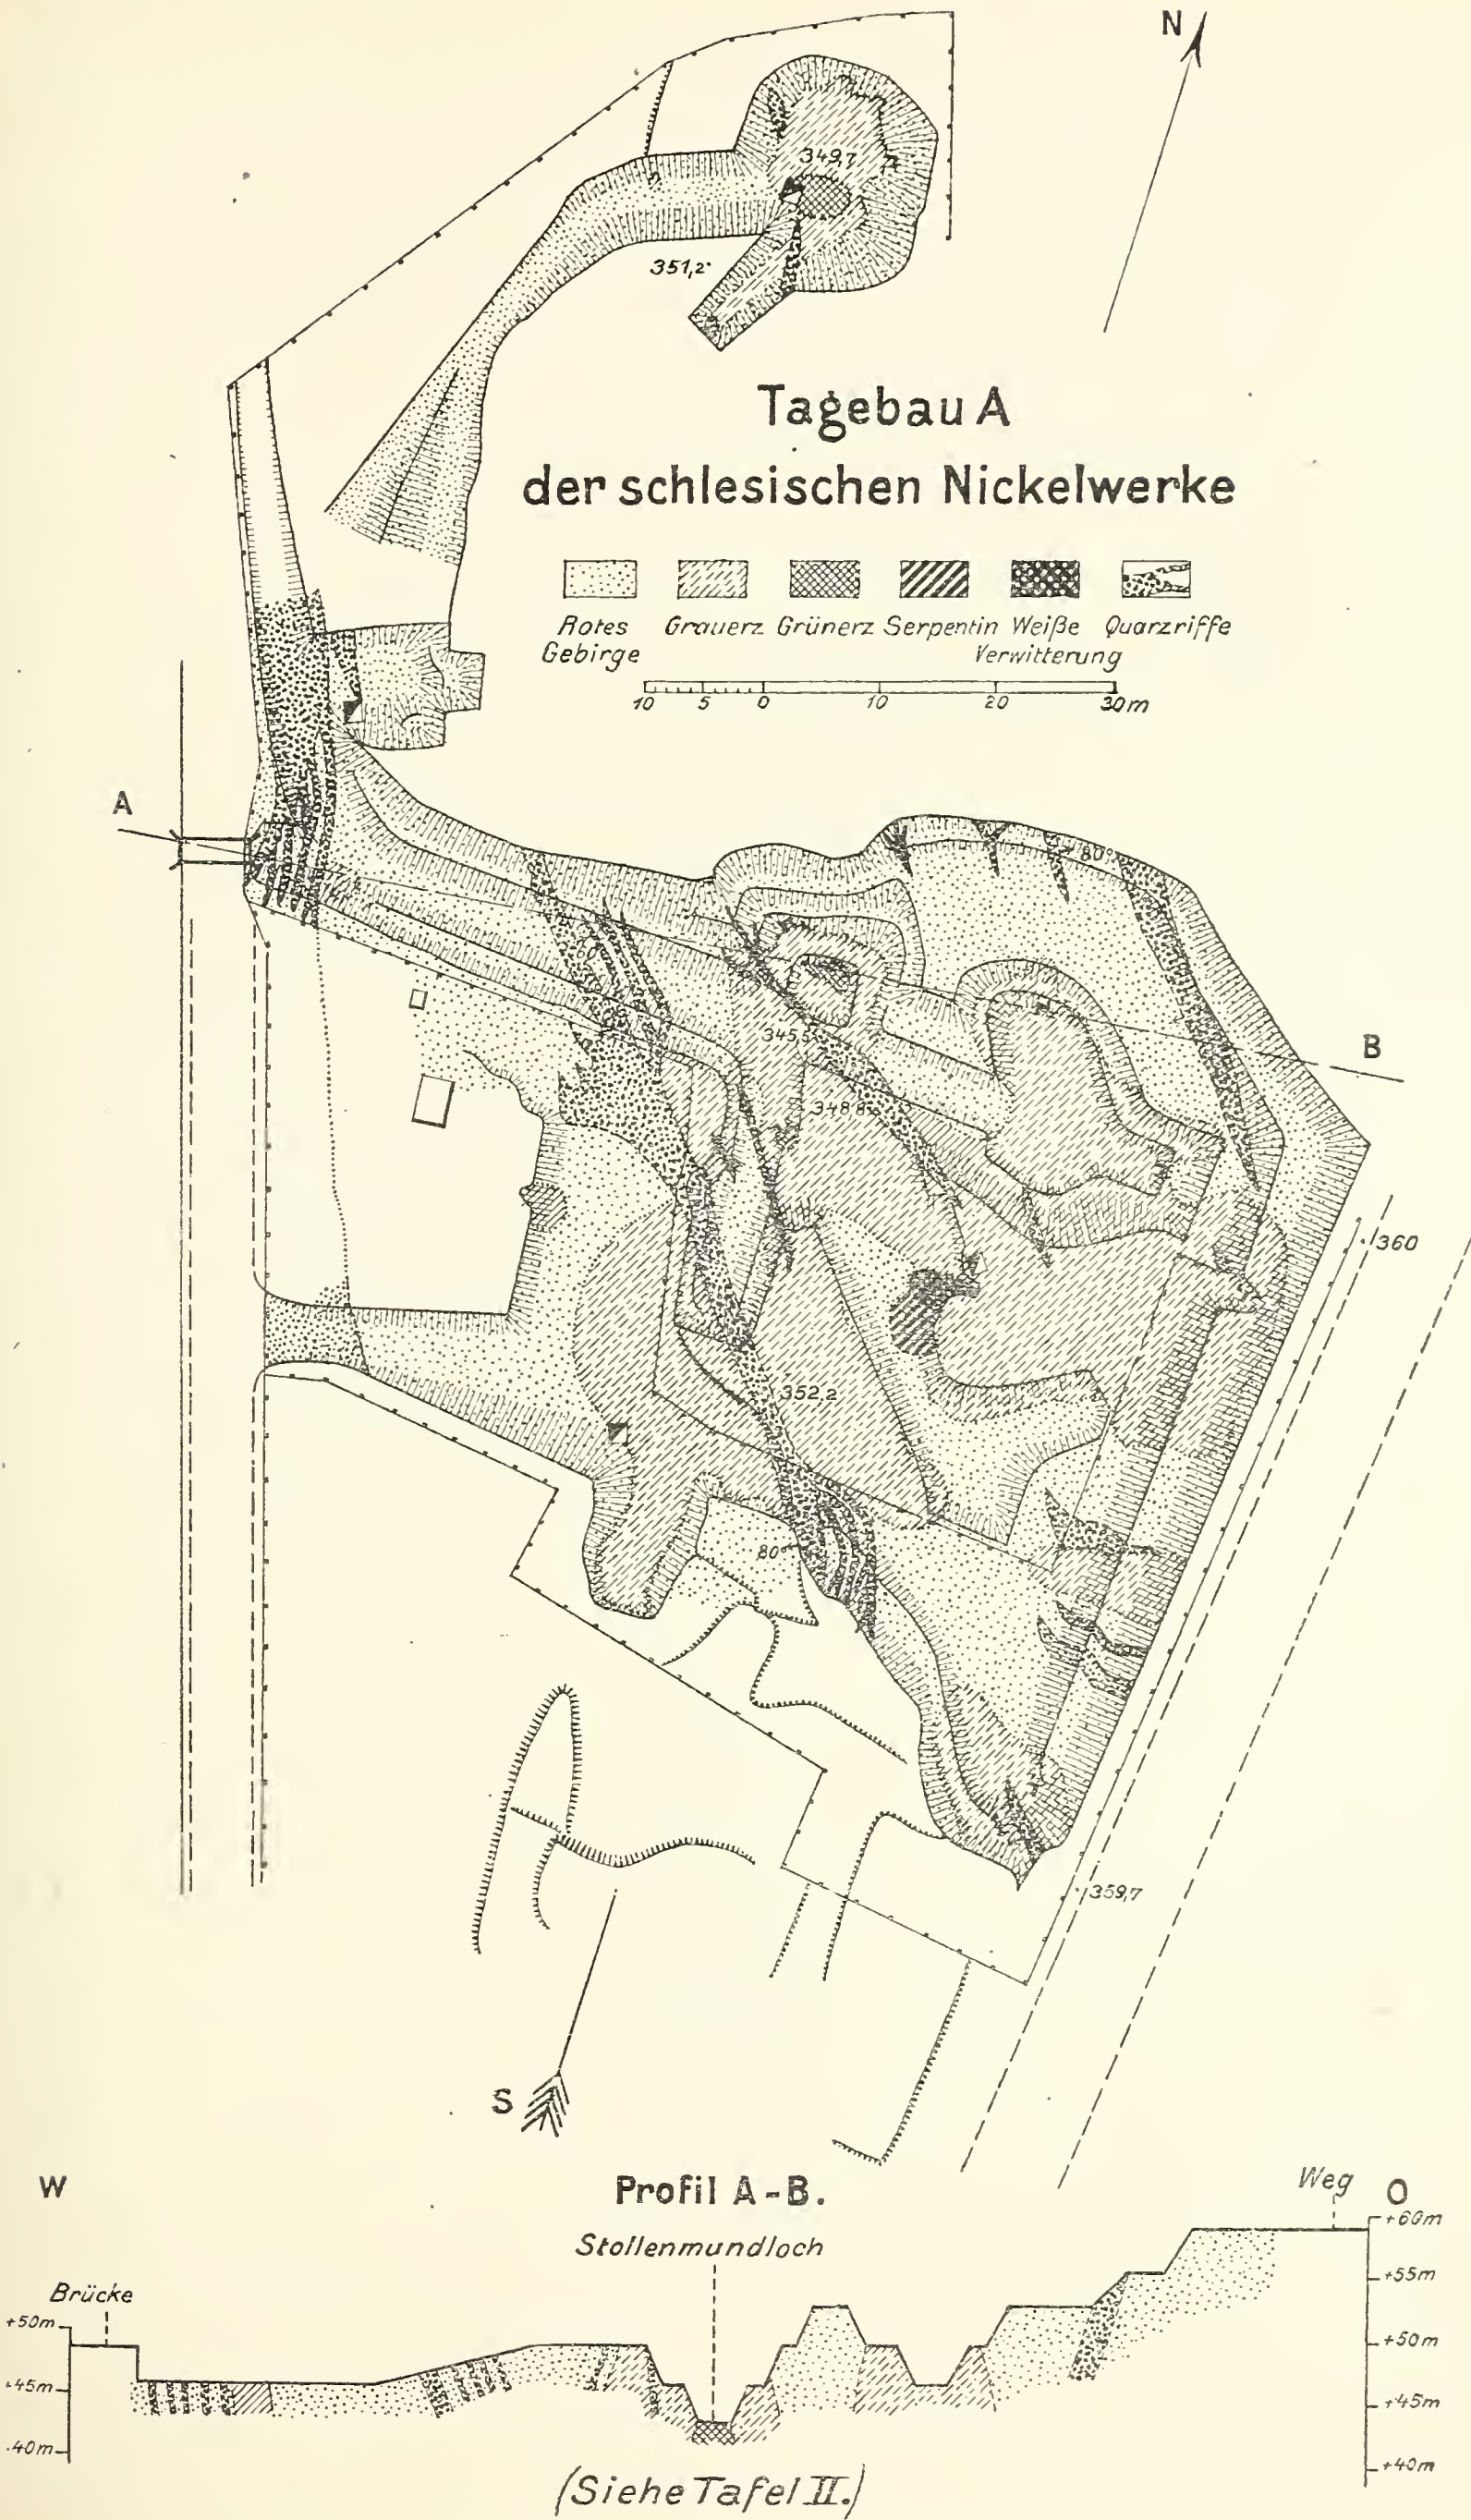 N
349,7
351,2
Tagebau A
der schlesischen Nickelwerke
Rotes Gebirge
Grauerz
Grünerz
Serpentin
Weiße Verwitterung
Quarzriffe
10 5 0 10 20 30m
A
80°
60°
345,5
B
348,8
360
352,2
80°
359,7
S
W
Profil A-B.
Weg
O
Stollenmundloch
Brücke
+60m
+55m
+50m
+50m
+45m
+45m
+40m
+40m
(Siehe Tafel II.)